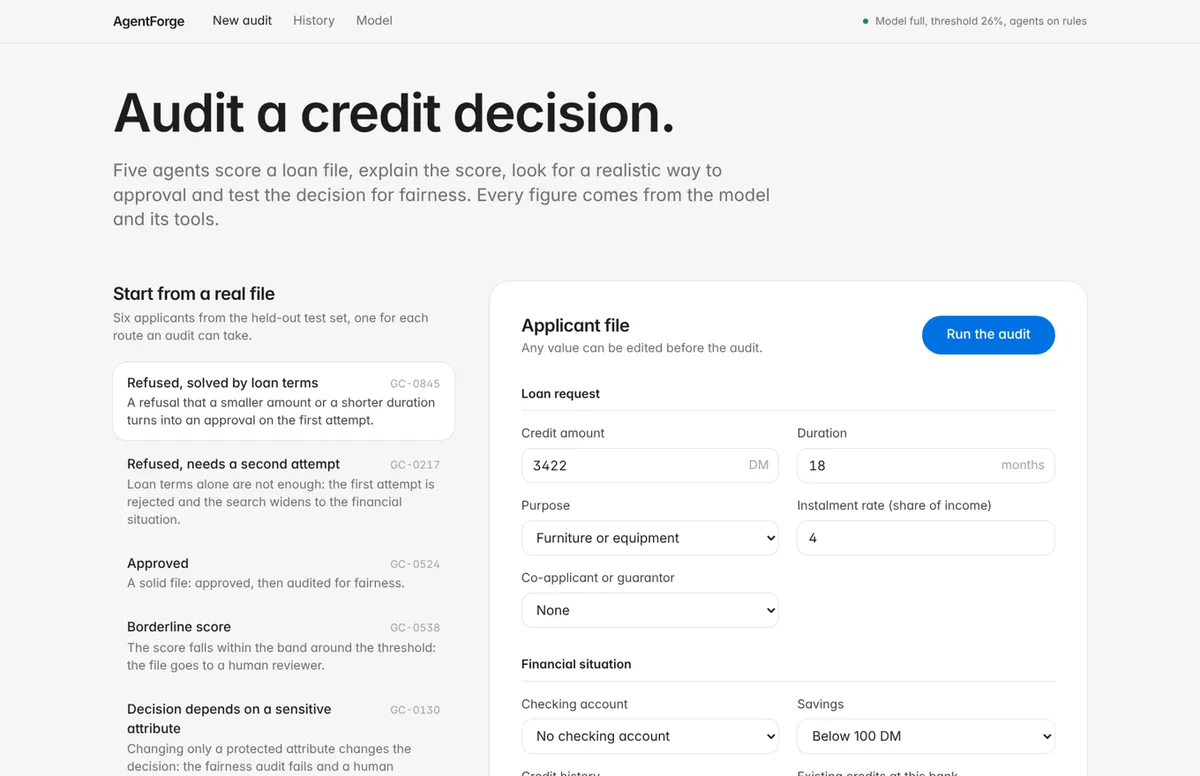 AgentForge
New audit
History
Model
Model full, threshold 26%, agents on rules
Audit a credit decision.
Five agents score a loan file, explain the score, look for a realistic way to
approval and test the decision for fairness. Every figure comes from the model
and its tools.
Start from a real file
Six applicants from the held-out test set, one for each
route an audit can take.
Refused, solved by loan terms
GC-0845
A refusal that a smaller amount or a shorter duration
turns into an approval on the first attempt.
Refused, needs a second attempt
GC-0217
Loan terms alone are not enough: the first attempt is
rejected and the search widens to the financial
situation.
Approved
GC-0524
A solid file: approved, then audited for fairness.
Borderline score
GC-0538
The score falls within the band around the threshold:
the file goes to a human reviewer.
Decision depends on a sensitive
attribute
GC-0130
Changing only a protected attribute changes the
decision: the fairness audit fails and a human
Applicant file
Any value can be edited before the audit.
Run the audit
Loan request
Credit amount
3422
DM
Duration
18
months
Purpose
Furniture or equipment
Instalment rate (share of income)
4
Co-applicant or guarantor
None
Financial situation
Checking account
No checking account
Savings
Below 100 DM
Credit history
Existing credits at this bank